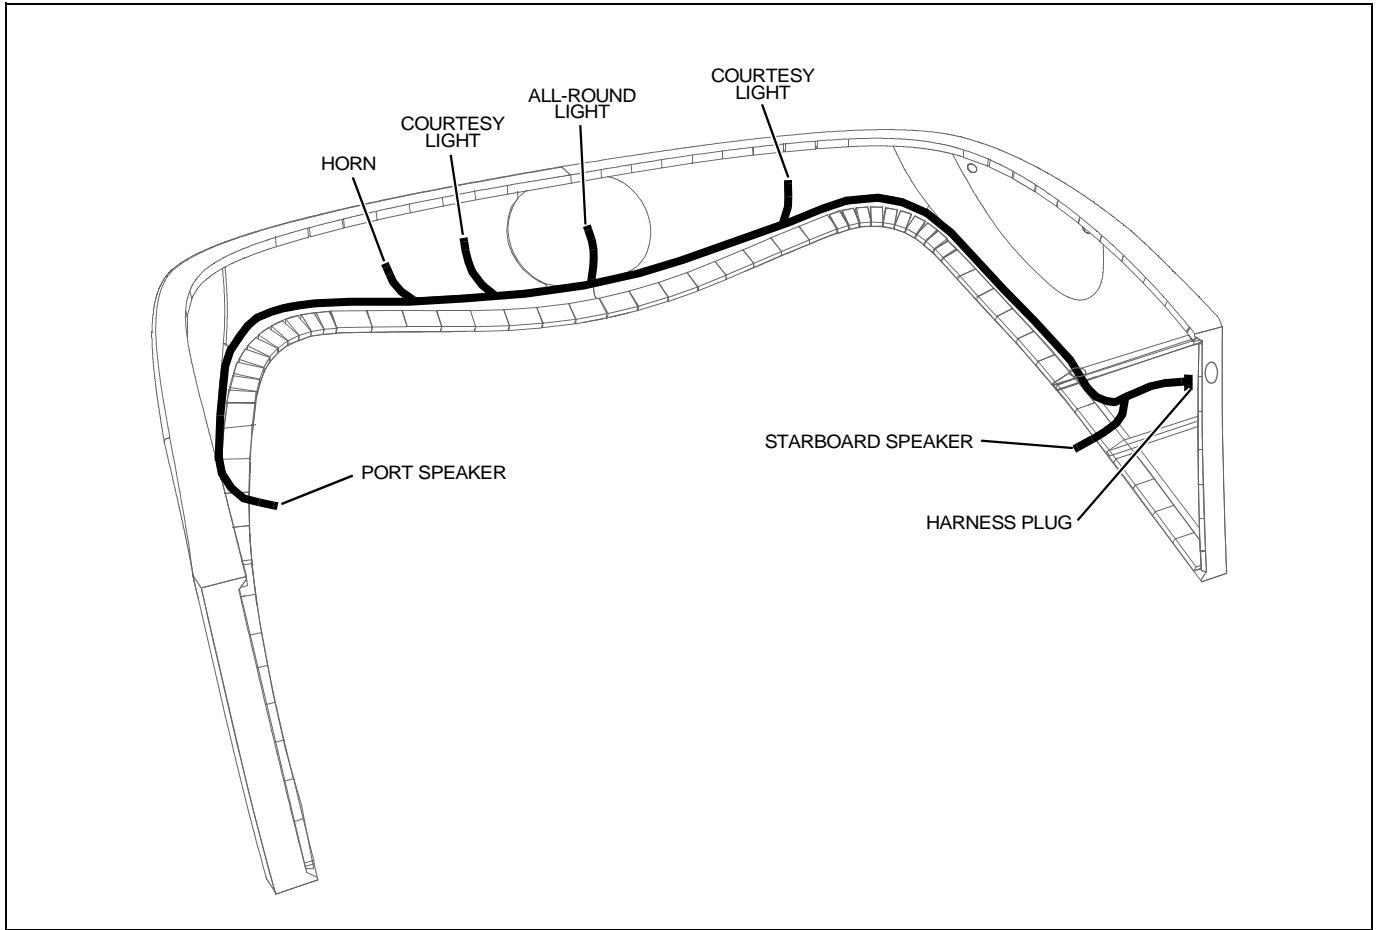 COURTESY
LIGHT
ALL-ROUND
LIGHT
COURTESY
LIGHT
HORN
STARBOARD SPEAKER
PORT SPEAKER
HARNESS PLUG